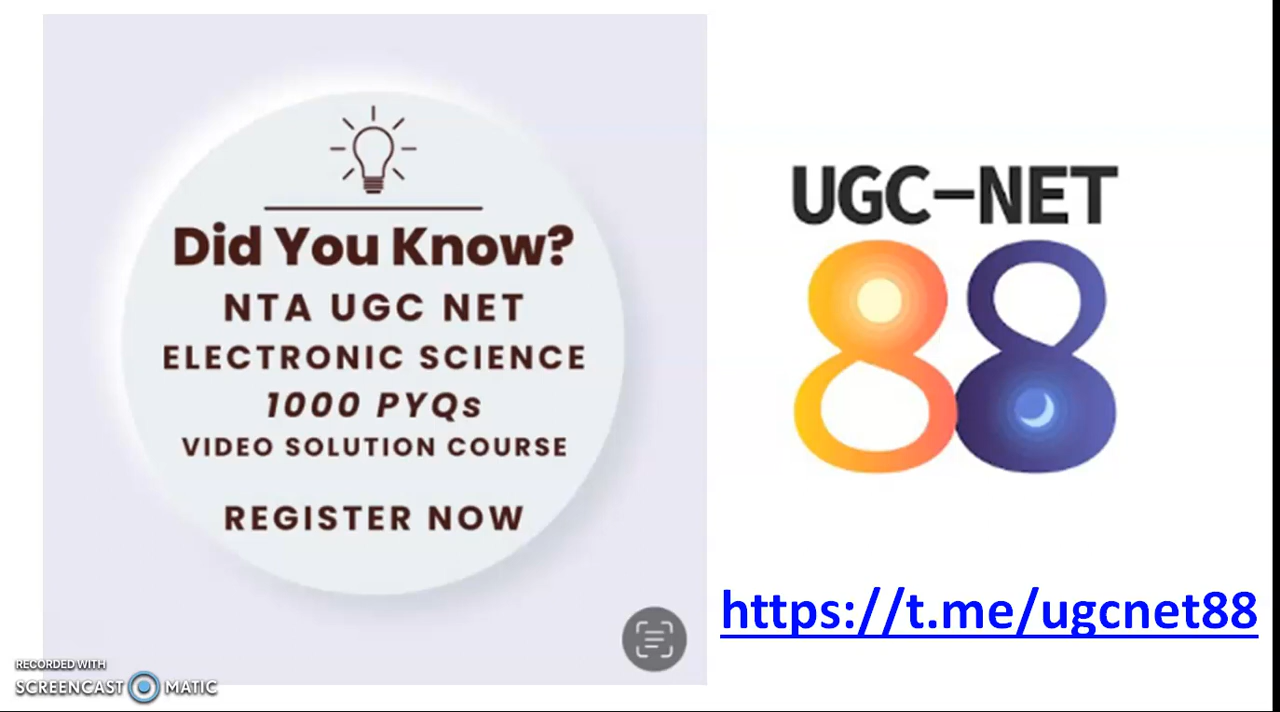 Did You Know?
NTA UGC NET
ELECTRONIC SCIENCE
1000 PYQs
VIDEO SOLUTION COURSE
REGISTER NOW
UGC-NET
88
https://t.me/ugcnet88
RECORDED WITH
SCREENCAST MATIC